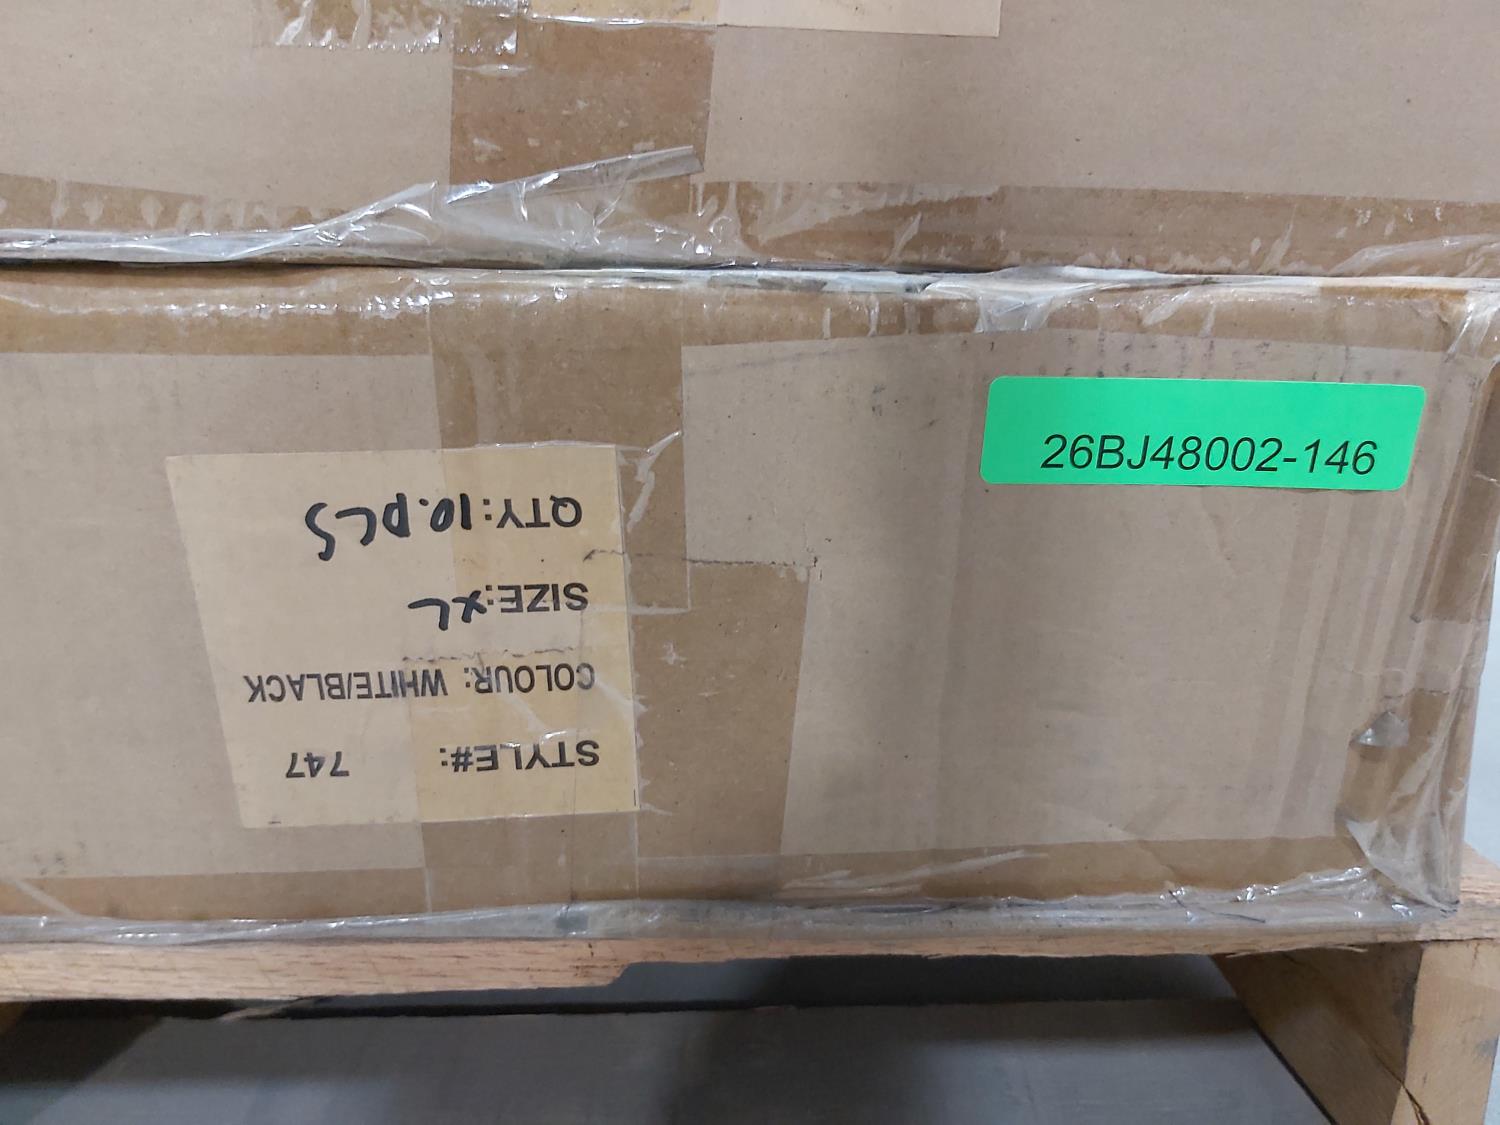 26BJ48002-146
STYLE#: 747
COLOUR: WHITE/BLACK
SIZE: XL
QTY: 10.PCS